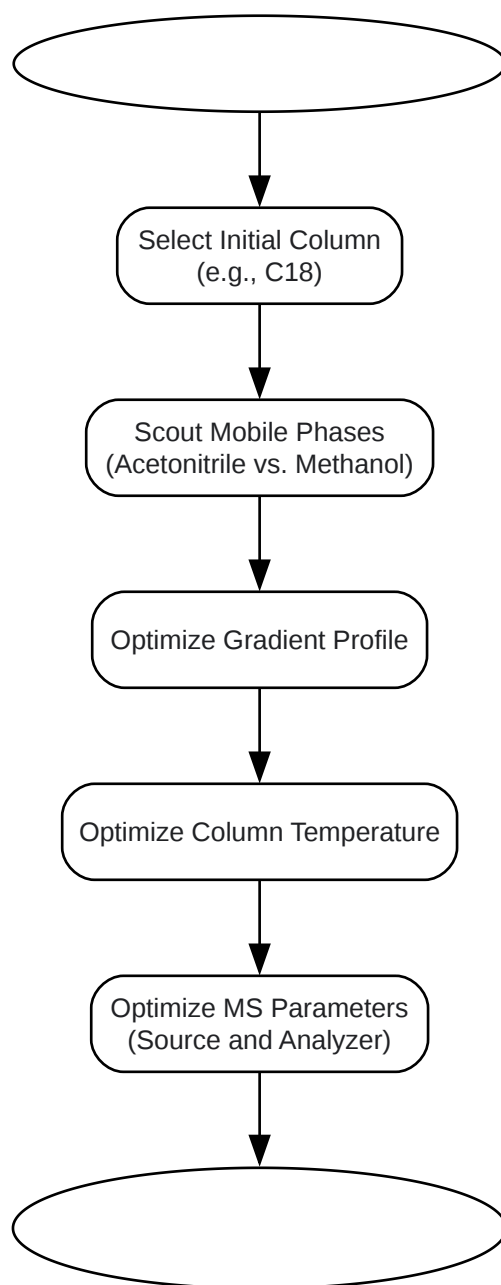 Select Initial Column
(e.g., C18)
Scout Mobile Phases
(Acetonitrile vs. Methanol)
Optimize Gradient Profile
Optimize Column Temperature
Optimize MS Parameters
(Source and Analyzer)